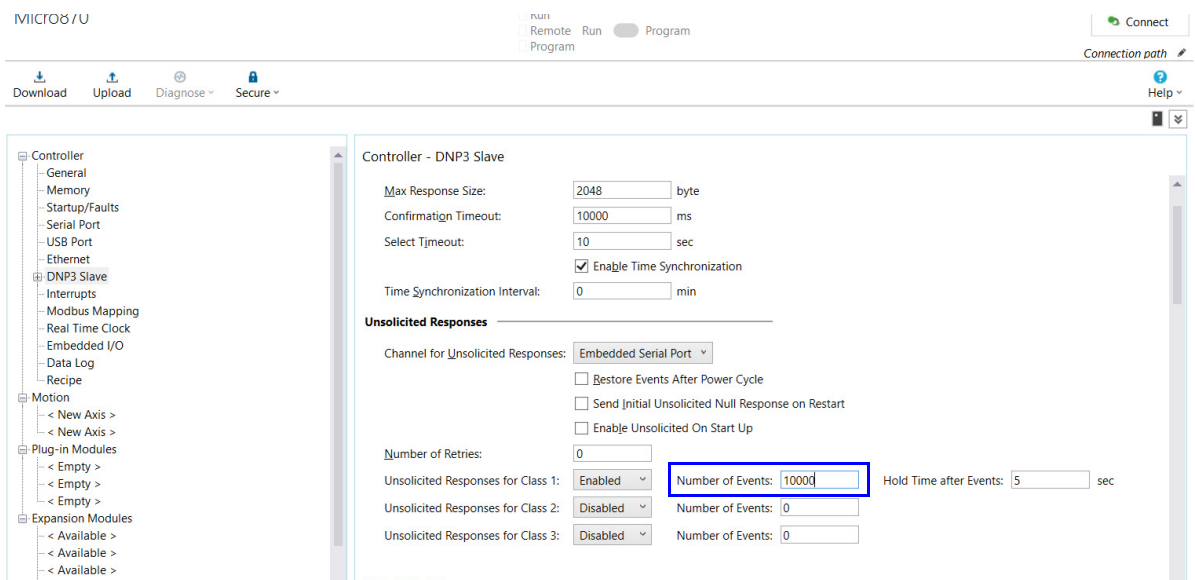 Micro870
Run
Remote Run Program
Program
Connect
Connection path
Download Upload Diagnose Secure
Help
Controller
General
Memory
Startup/Faults
Serial Port
USB Port
Ethernet
DNP3 Slave
Interrupts
Modbus Mapping
Real Time Clock
Embedded I/O
Data Log
Recipe
Motion
< New Axis >
< New Axis >
Plug-in Modules
< Empty >
< Empty >
< Empty >
Expansion Modules
< Available >
< Available >
< Available >
Controller - DNP3 Slave
Max Response Size: 2048 byte
Confirmation Timeout: 10000 ms
Select Timeout: 10 sec
Enable Time Synchronization
Time Synchronization Interval: 0 min
Unsolicited Responses
Channel for Unsolicited Responses: Embedded Serial Port
Restore Events After Power Cycle
Send Initial Unsolicited Null Response on Restart
Enable Unsolicited On Start Up
Number of Retries: 0
Unsolicited Responses for Class 1: Enabled Number of Events: 10000 Hold Time after Events: 5 sec
Unsolicited Responses for Class 2: Disabled Number of Events: 0
Unsolicited Responses for Class 3: Disabled Number of Events: 0